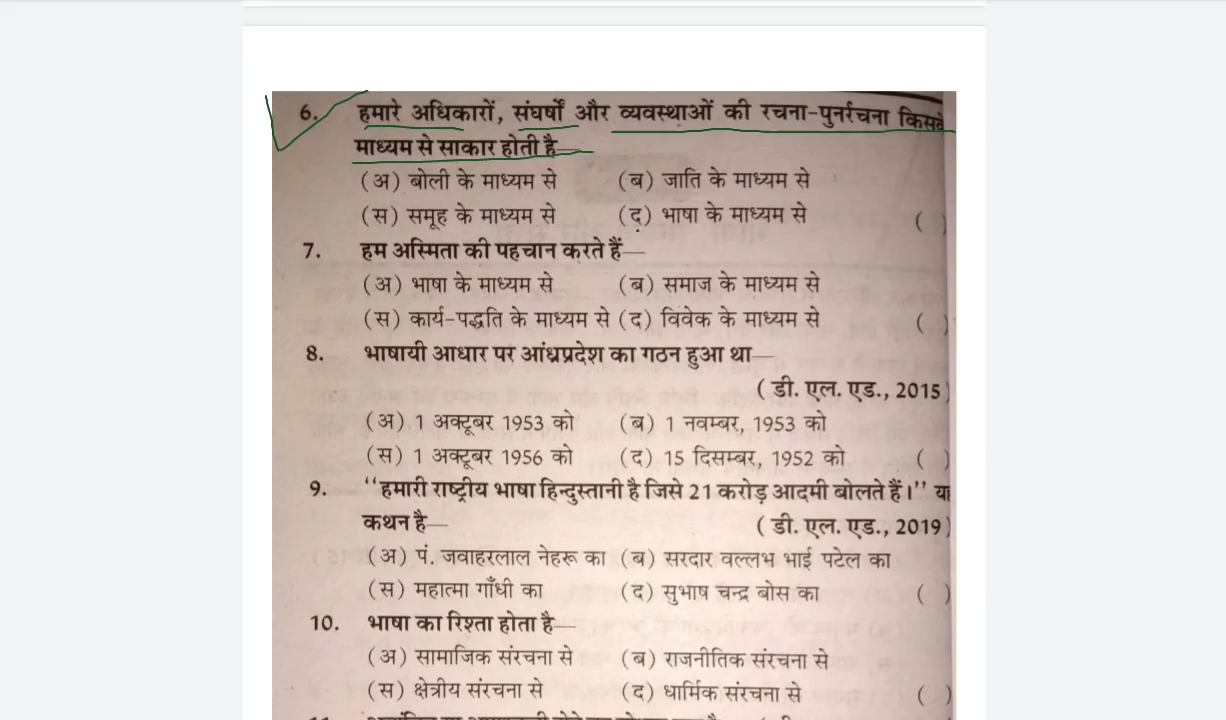 6. हमारे अधिकारों, संघर्षों और व्यवस्थाओं की रचना-पुनर्रचना किसके
माध्यम से साकार होती है—
(अ) बोली के माध्यम से (ब) जाति के माध्यम से
(स) समूह के माध्यम से (द) भाषा के माध्यम से ( )
7. हम अस्मिता की पहचान करते हैं—
(अ) भाषा के माध्यम से (ब) समाज के माध्यम से
(स) कार्य-पद्धति के माध्यम से (द) विवेक के माध्यम से ( )
8. भाषायी आधार पर आंध्रप्रदेश का गठन हुआ था—
( डी. एल. एड., 2015)
(अ) 1 अक्टूबर 1953 को (ब) 1 नवम्बर, 1953 को
(स) 1 अक्टूबर 1956 को (द) 15 दिसम्बर, 1952 को ( )
9. ‘‘हमारी राष्ट्रीय भाषा हिन्दुस्तानी है जिसे 21 करोड़ आदमी बोलते हैं।’’ यह
कथन है— ( डी. एल. एड., 2019)
(अ) पं. जवाहरलाल नेहरू का (ब) सरदार वल्लभ भाई पटेल का
(स) महात्मा गाँधी का (द) सुभाष चन्द्र बोस का ( )
10. भाषा का रिश्ता होता है—
(अ) सामाजिक संरचना से (ब) राजनीतिक संरचना से
(स) क्षेत्रीय संरचना से (द) धार्मिक संरचना से ( )